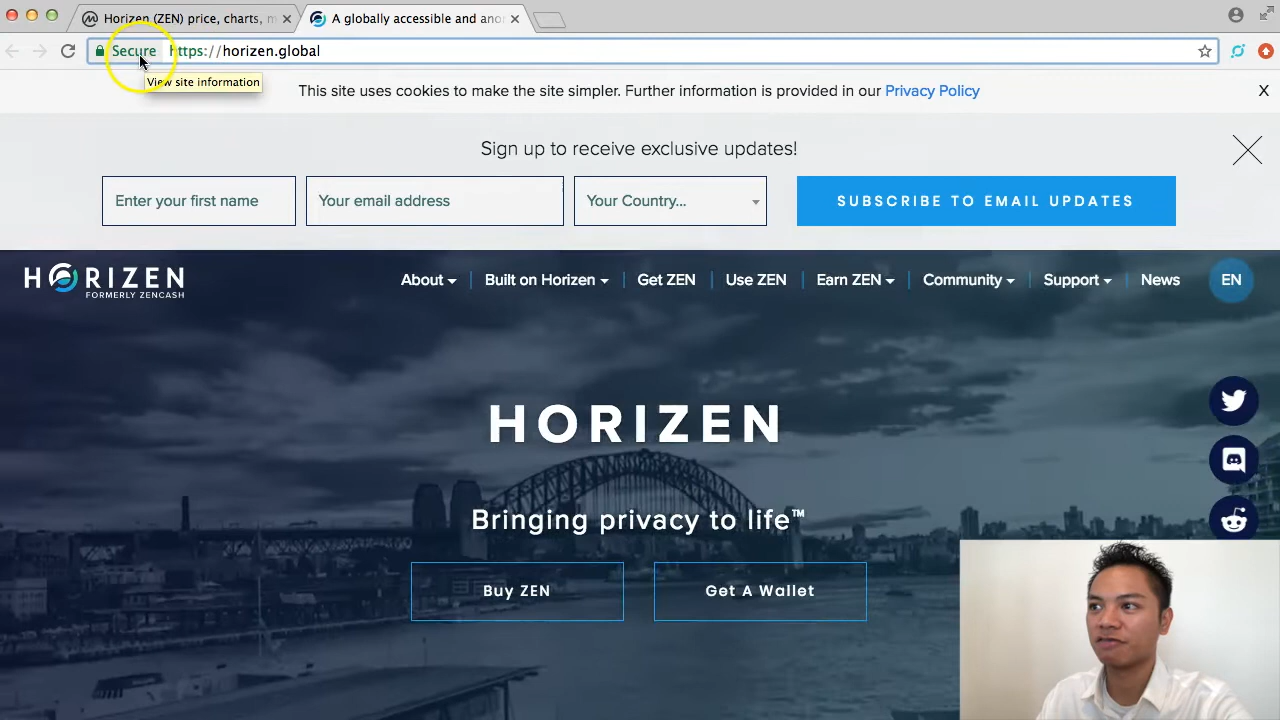 Horizen (ZEN) price, charts, m
A globally accessible and ano
Secure https://horizen.global
View site information
This site uses cookies to make the site simpler. Further information is provided in our Privacy Policy X
Sign up to receive exclusive updates!
Enter your first name
Your email address
Your Country...
SUBSCRIBE TO EMAIL UPDATES
HORIZEN
FORMERLY ZENCASH
About
Built on Horizen
Get ZEN
Use ZEN
Earn ZEN
Community
Support
News
EN
HORIZEN
Bringing privacy to life™
Buy ZEN
Get A Wallet